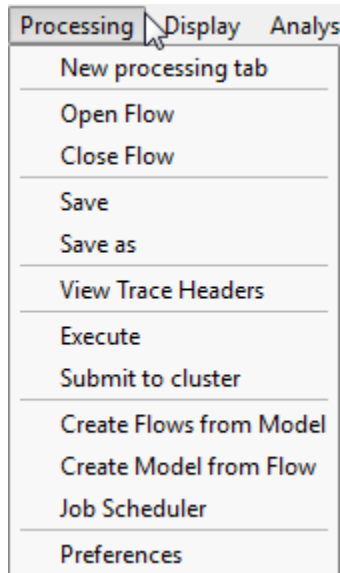 Processing Display Analys
New processing tab
Open Flow
Close Flow
Save
Save as
View Trace Headers
Execute
Submit to cluster
Create Flows from Model
Create Model from Flow
Job Scheduler
Preferences